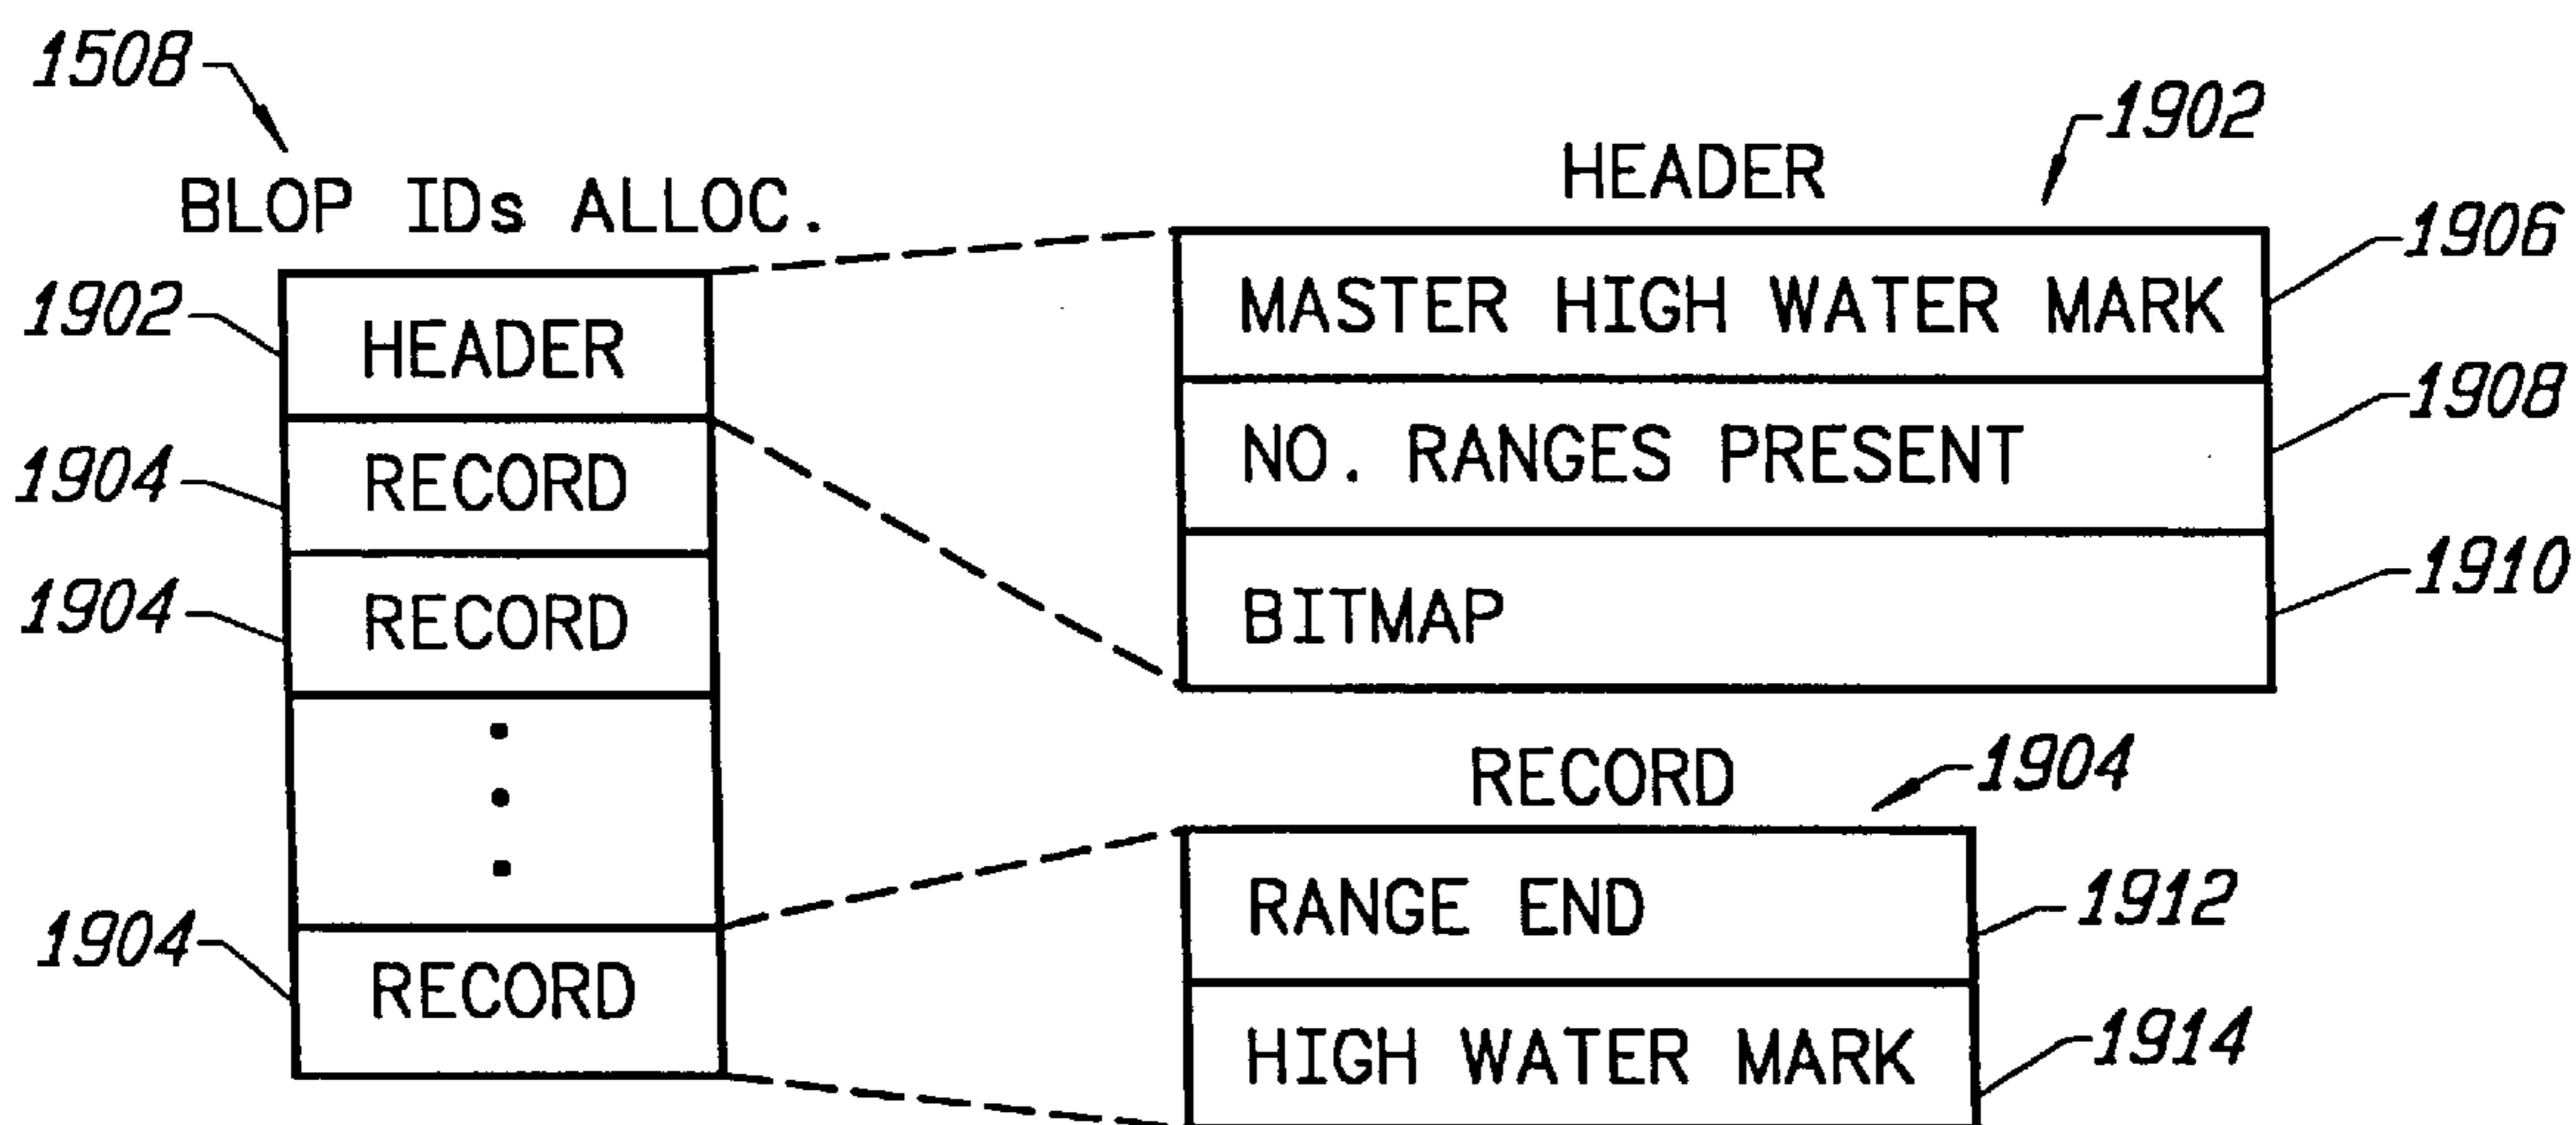 1508
BLOP IDs ALLOC.
1902
HEADER
1904
RECORD
1904
RECORD
1904
RECORD
HEADER
1902
MASTER HIGH WATER MARK
1906
NO. RANGES PRESENT
1908
BITMAP
1910
RECORD
1904
RANGE END
1912
HIGH WATER MARK
1914